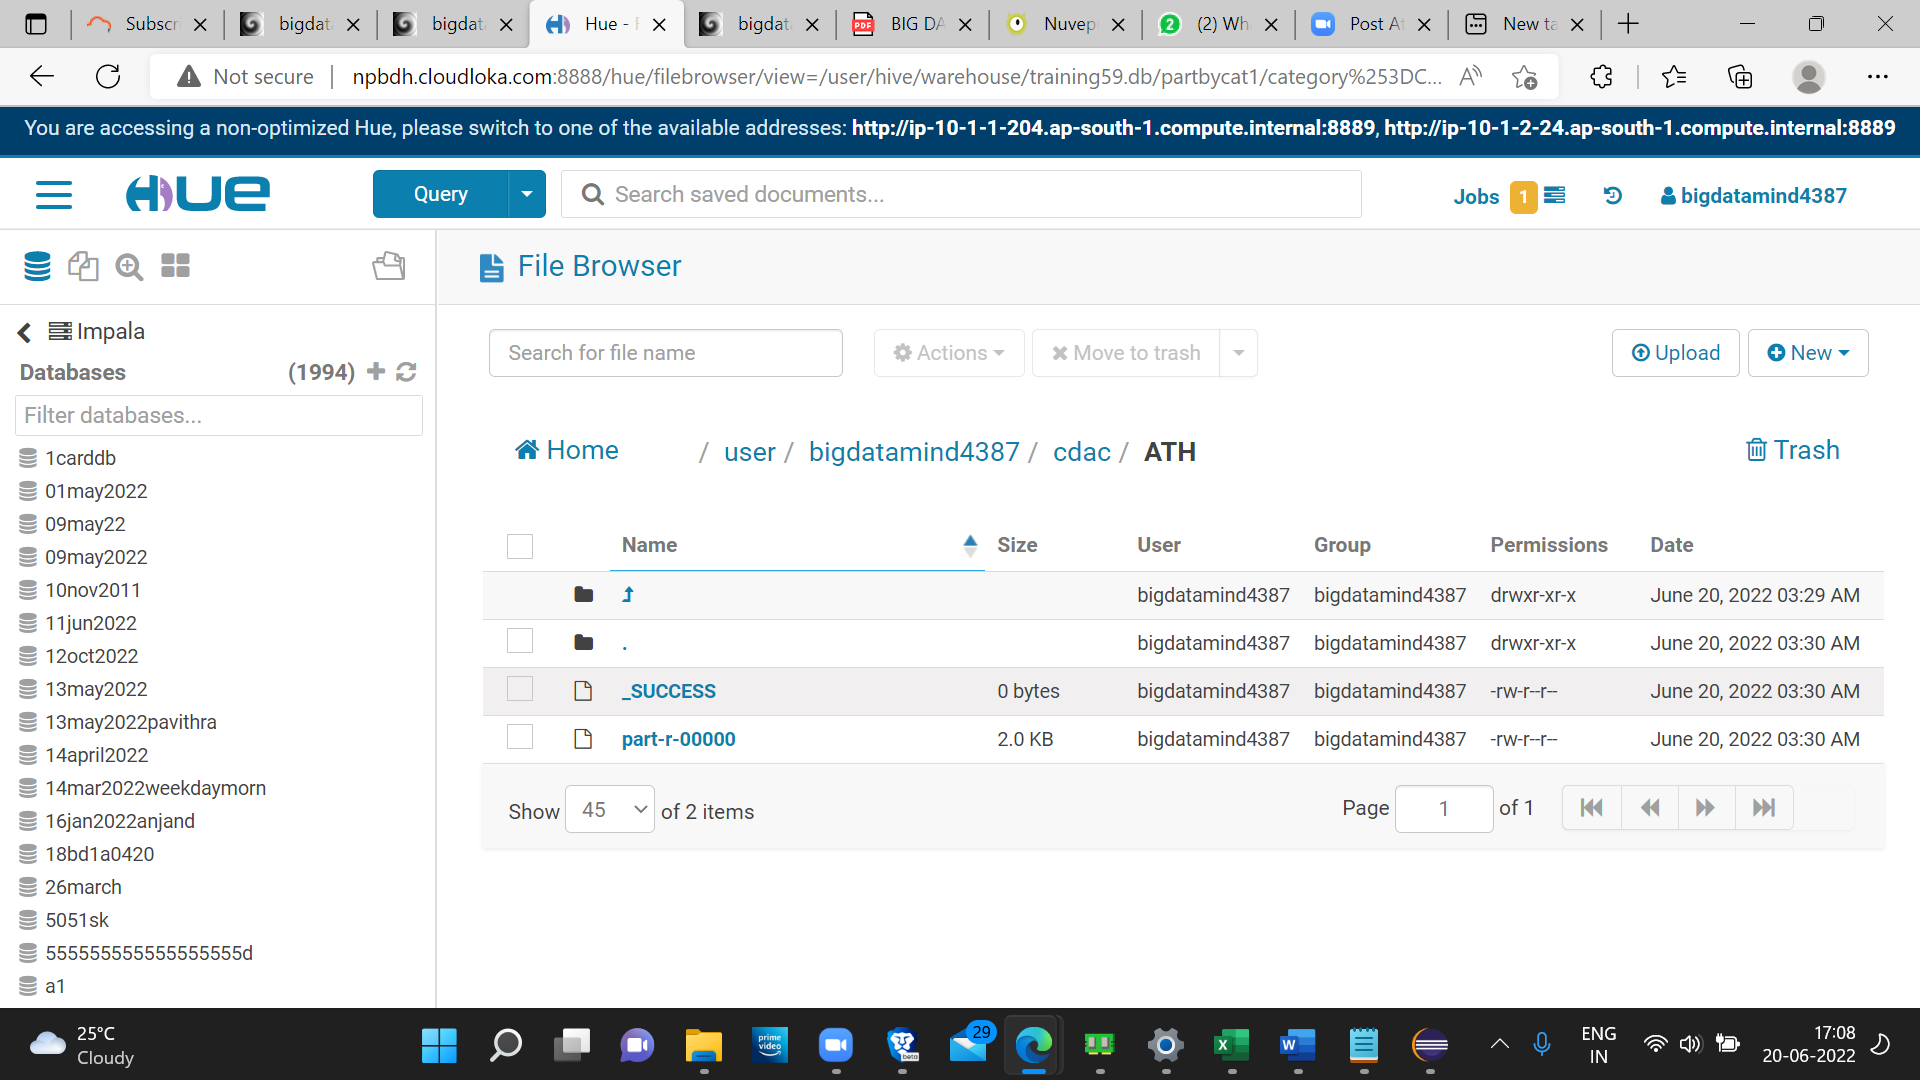 Subscr
bigdat
bigdat
Hue - F
bigdat
PDF
BIG DA
Nuvep
2
(2) Wh
Post At
New ta
Not secure
npbdh.cloudloka.com:8888/hue/filebrowser/view=/user/hive/warehouse/training59.db/partbycat1/category%253DC...
You are accessing a non-optimized Hue, please switch to one of the available addresses: http://ip-10-1-1-204.ap-south-1.compute.internal:8889, http://ip-10-1-2-24.ap-south-1.compute.internal:8889
HUE
Query
Search saved documents...
Jobs 1
bigdatamind4387
File Browser
Impala
Databases (1994)
Filter databases...
1carddb
01may2022
09may22
09may2022
10nov2011
11jun2022
12oct2022
13may2022
13may2022pavithra
14april2022
14mar2022weekdaymorn
16jan2022anjand
18bd1a0420
26march
5051sk
555555555555555555d
a1
Search for file name
Actions
Move to trash
Upload
New
Home / user / bigdatamind4387 / cdac / ATH
Trash
Name Size User Group Permissions Date
bigdatamind4387 bigdatamind4387 drwxr-xr-x June 20, 2022 03:29 AM
. bigdatamind4387 bigdatamind4387 drwxr-xr-x June 20, 2022 03:30 AM
_SUCCESS 0 bytes bigdatamind4387 bigdatamind4387 -rw-r--r-- June 20, 2022 03:30 AM
part-r-00000 2.0 KB bigdatamind4387 bigdatamind4387 -rw-r--r-- June 20, 2022 03:30 AM
Show 45 of 2 items
Page 1 of 1
25°C
Cloudy
prime video
beta
29
ENG
IN
17:08
20-06-2022